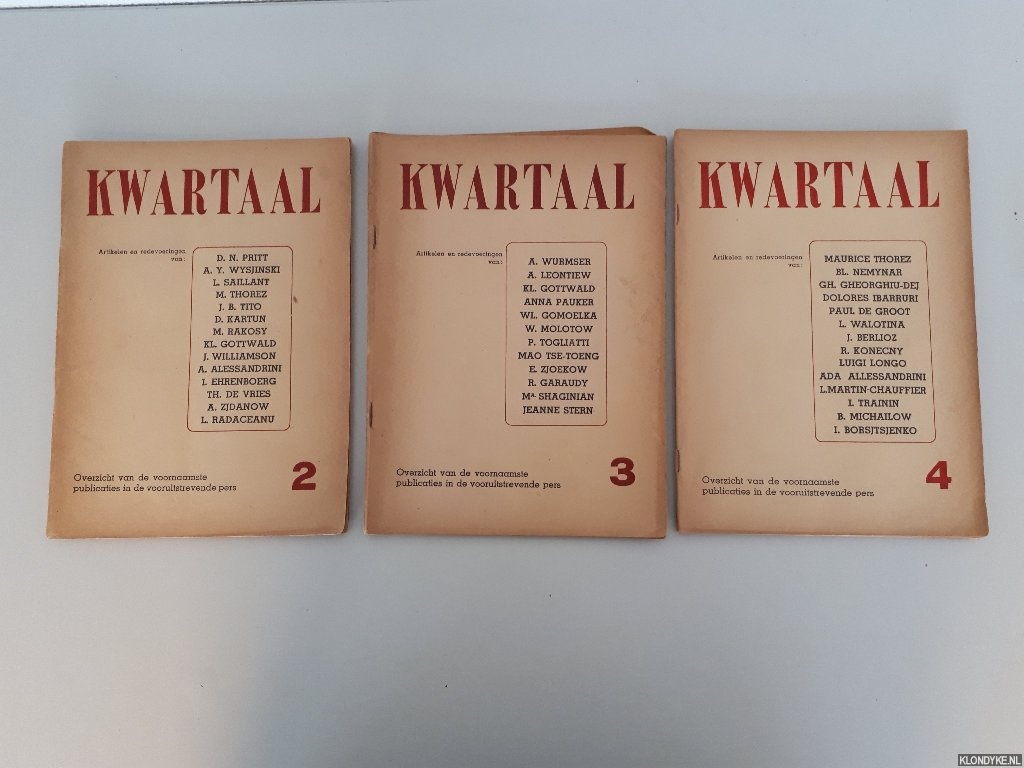 KWARTAAL
Artikelen en redevoeringen
van:
D. N. PRITT
A. Y. WYSJINSKI
L. SAILLANT
M. THOREZ
J. B. TITO
D. KARTUN
M. RAKOSY
KL. GOTTWALD
J. WILLIAMSON
A. ALESSANDRINI
I. EHRENBOERG
TH. DE VRIES
A. ZJDANOW
L. RADACEANU
Overzicht van de voornaamste
publicaties in de vooruitstrevende pers
2
KWARTAAL
Artikelen en redevoeringen
van:
A. WURMSER
A. LEONTIEW
KL. GOTTWALD
ANNA PAUKER
WL. GOMOELKA
W. MOLOTOW
P. TOGLIATTI
MAO TSE-TOENG
E. ZJOEKOW
R. GARAUDY
Ma. SHAGINIAN
JEANNE STERN
Overzicht van de voornaamste
publicaties in de vooruitstrevende pers
3
KWARTAAL
Artikelen en redevoeringen
van:
MAURICE THOREZ
BL. NEMYNAR
GH. GHEORGHIU-DEJ
DOLORES IBARRURI
PAUL DE GROOT
L. WALOTINA
J. BERLIOZ
R. KONECNY
LUIGI LONGO
ADA ALLESSANDRINI
L.MARTIN-CHAUFFIER
I. TRAININ
B. MICHAILOW
I. BORSJTSJENKO
Overzicht van de voornaamste
publicaties in de vooruitstrevende pers
4
KLONDYKE.NL